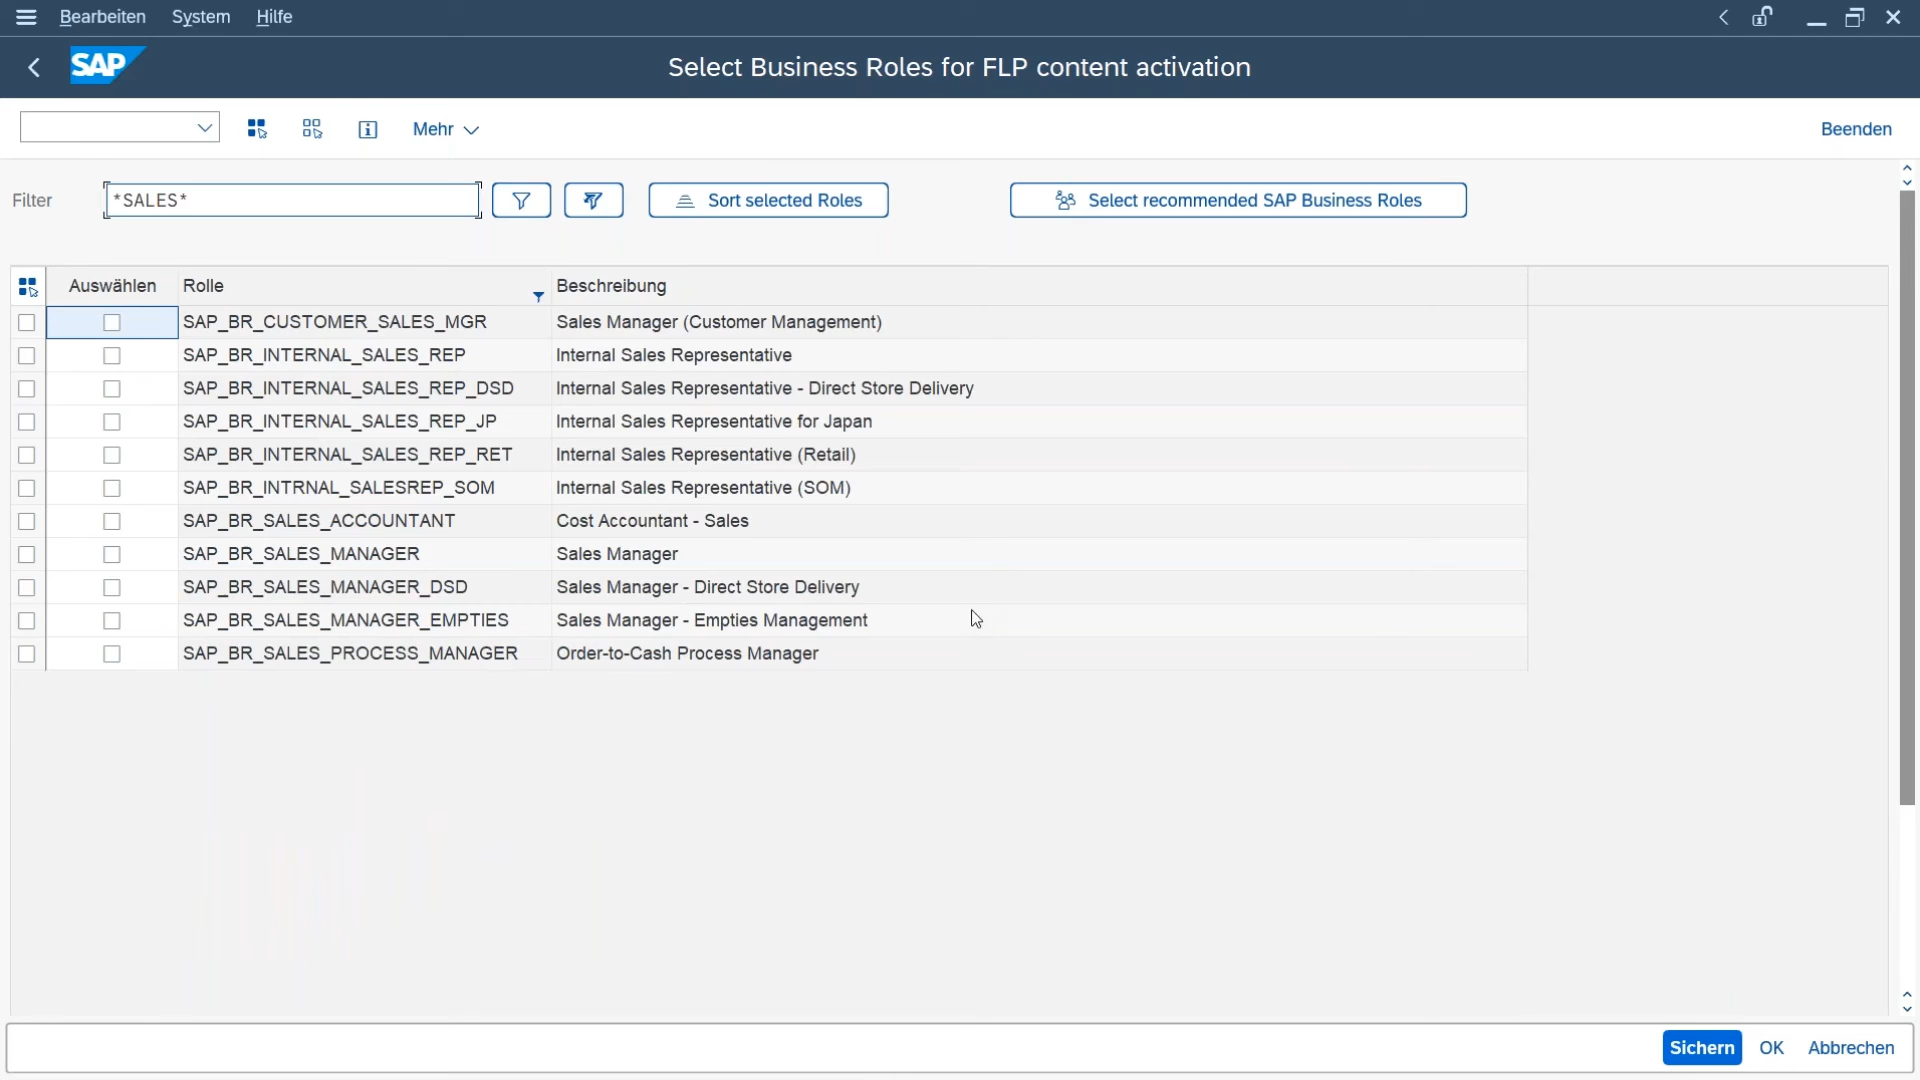 Bearbeiten System Hilfe
SAP Select Business Roles for FLP content activation
Mehr Beenden
Filter *SALES* Sort selected Roles Select recommended SAP Business Roles
Auswählen Rolle Beschreibung
SAP_BR_CUSTOMER_SALES_MGR Sales Manager (Customer Management)
SAP_BR_INTERNAL_SALES_REP Internal Sales Representative
SAP_BR_INTERNAL_SALES_REP_DSD Internal Sales Representative - Direct Store Delivery
SAP_BR_INTERNAL_SALES_REP_JP Internal Sales Representative for Japan
SAP_BR_INTERNAL_SALES_REP_RET Internal Sales Representative (Retail)
SAP_BR_INTRNAL_SALESREP_SOM Internal Sales Representative (SOM)
SAP_BR_SALES_ACCOUNTANT Cost Accountant - Sales
SAP_BR_SALES_MANAGER Sales Manager
SAP_BR_SALES_MANAGER_DSD Sales Manager - Direct Store Delivery
SAP_BR_SALES_MANAGER_EMPTIES Sales Manager - Empties Management
SAP_BR_SALES_PROCESS_MANAGER Order-to-Cash Process Manager
Sichern OK Abbrechen